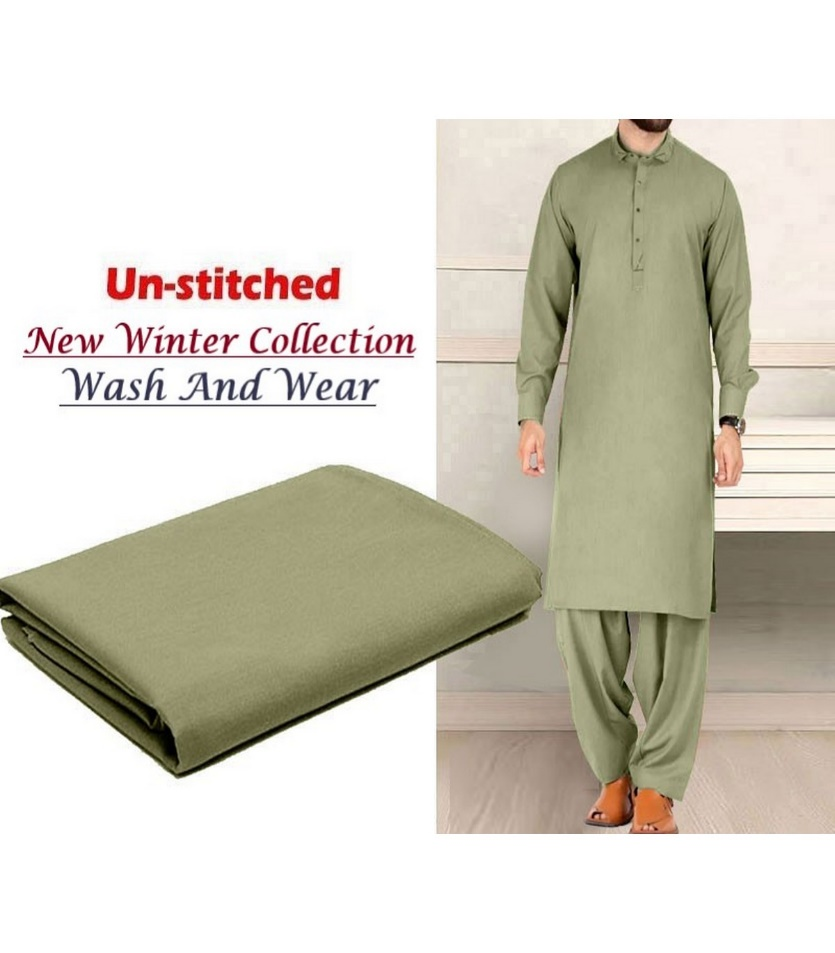 Un-stitched
New Winter Collection
Wash And Wear